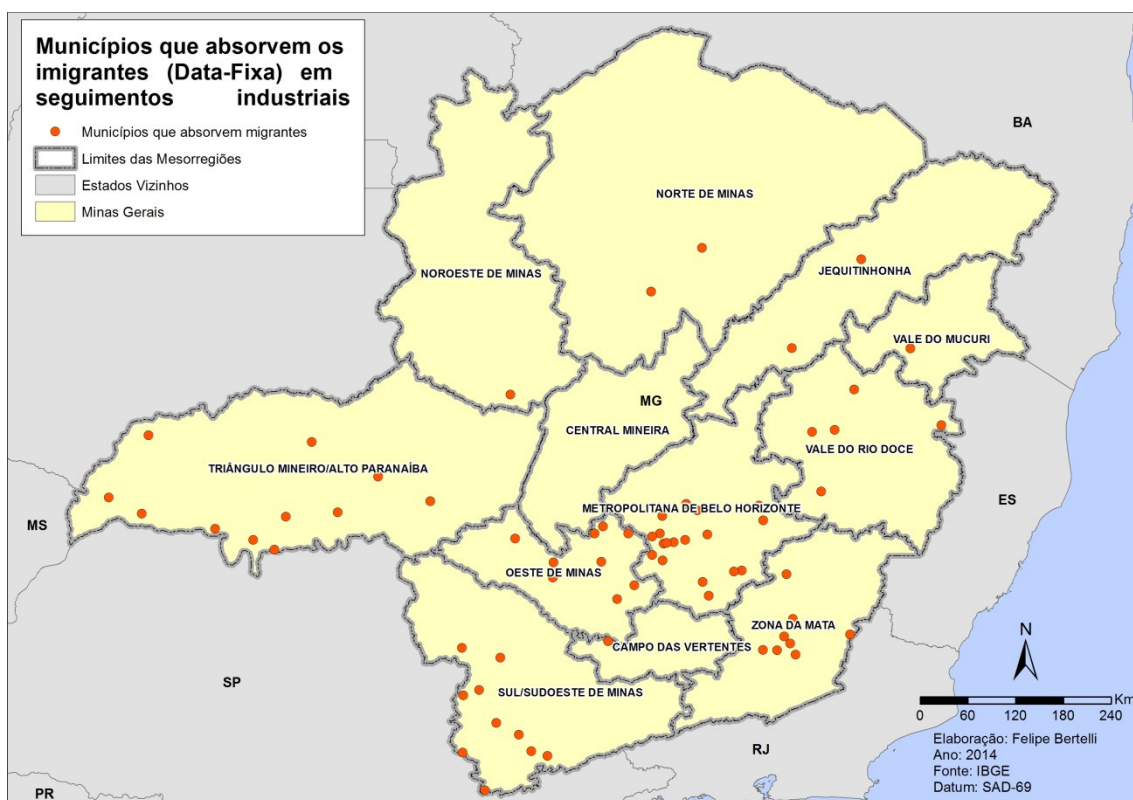 Municípios que absorvem os
imigrantes (Data-Fixa) em
seguimentos industriais
Municípios que absorvem migrantes
Limites das Mesorregiões
Estados Vizinhos
Minas Gerais
BA
NORTE DE MINAS
NOROESTE DE MINAS
JEQUITINHONHA
VALE DO MUCURI
MG
CENTRAL MINEIRA
VALE DO RIO DOCE
TRIÂNGULO MINEIRO/ALTO PARANAÍBA
METROPOLITANA DE BELO HORIZONTE
MS
ES
OESTE DE MINAS
ZONA DA MATA
CAMPO DAS VERTENTES
SP
SUL/SUDOESTE DE MINAS
RJ
PR
N
Km
0 60 120 180 240
Elaboração: Felipe Bertelli
Ano: 2014
Fonte: IBGE
Datum: SAD-69